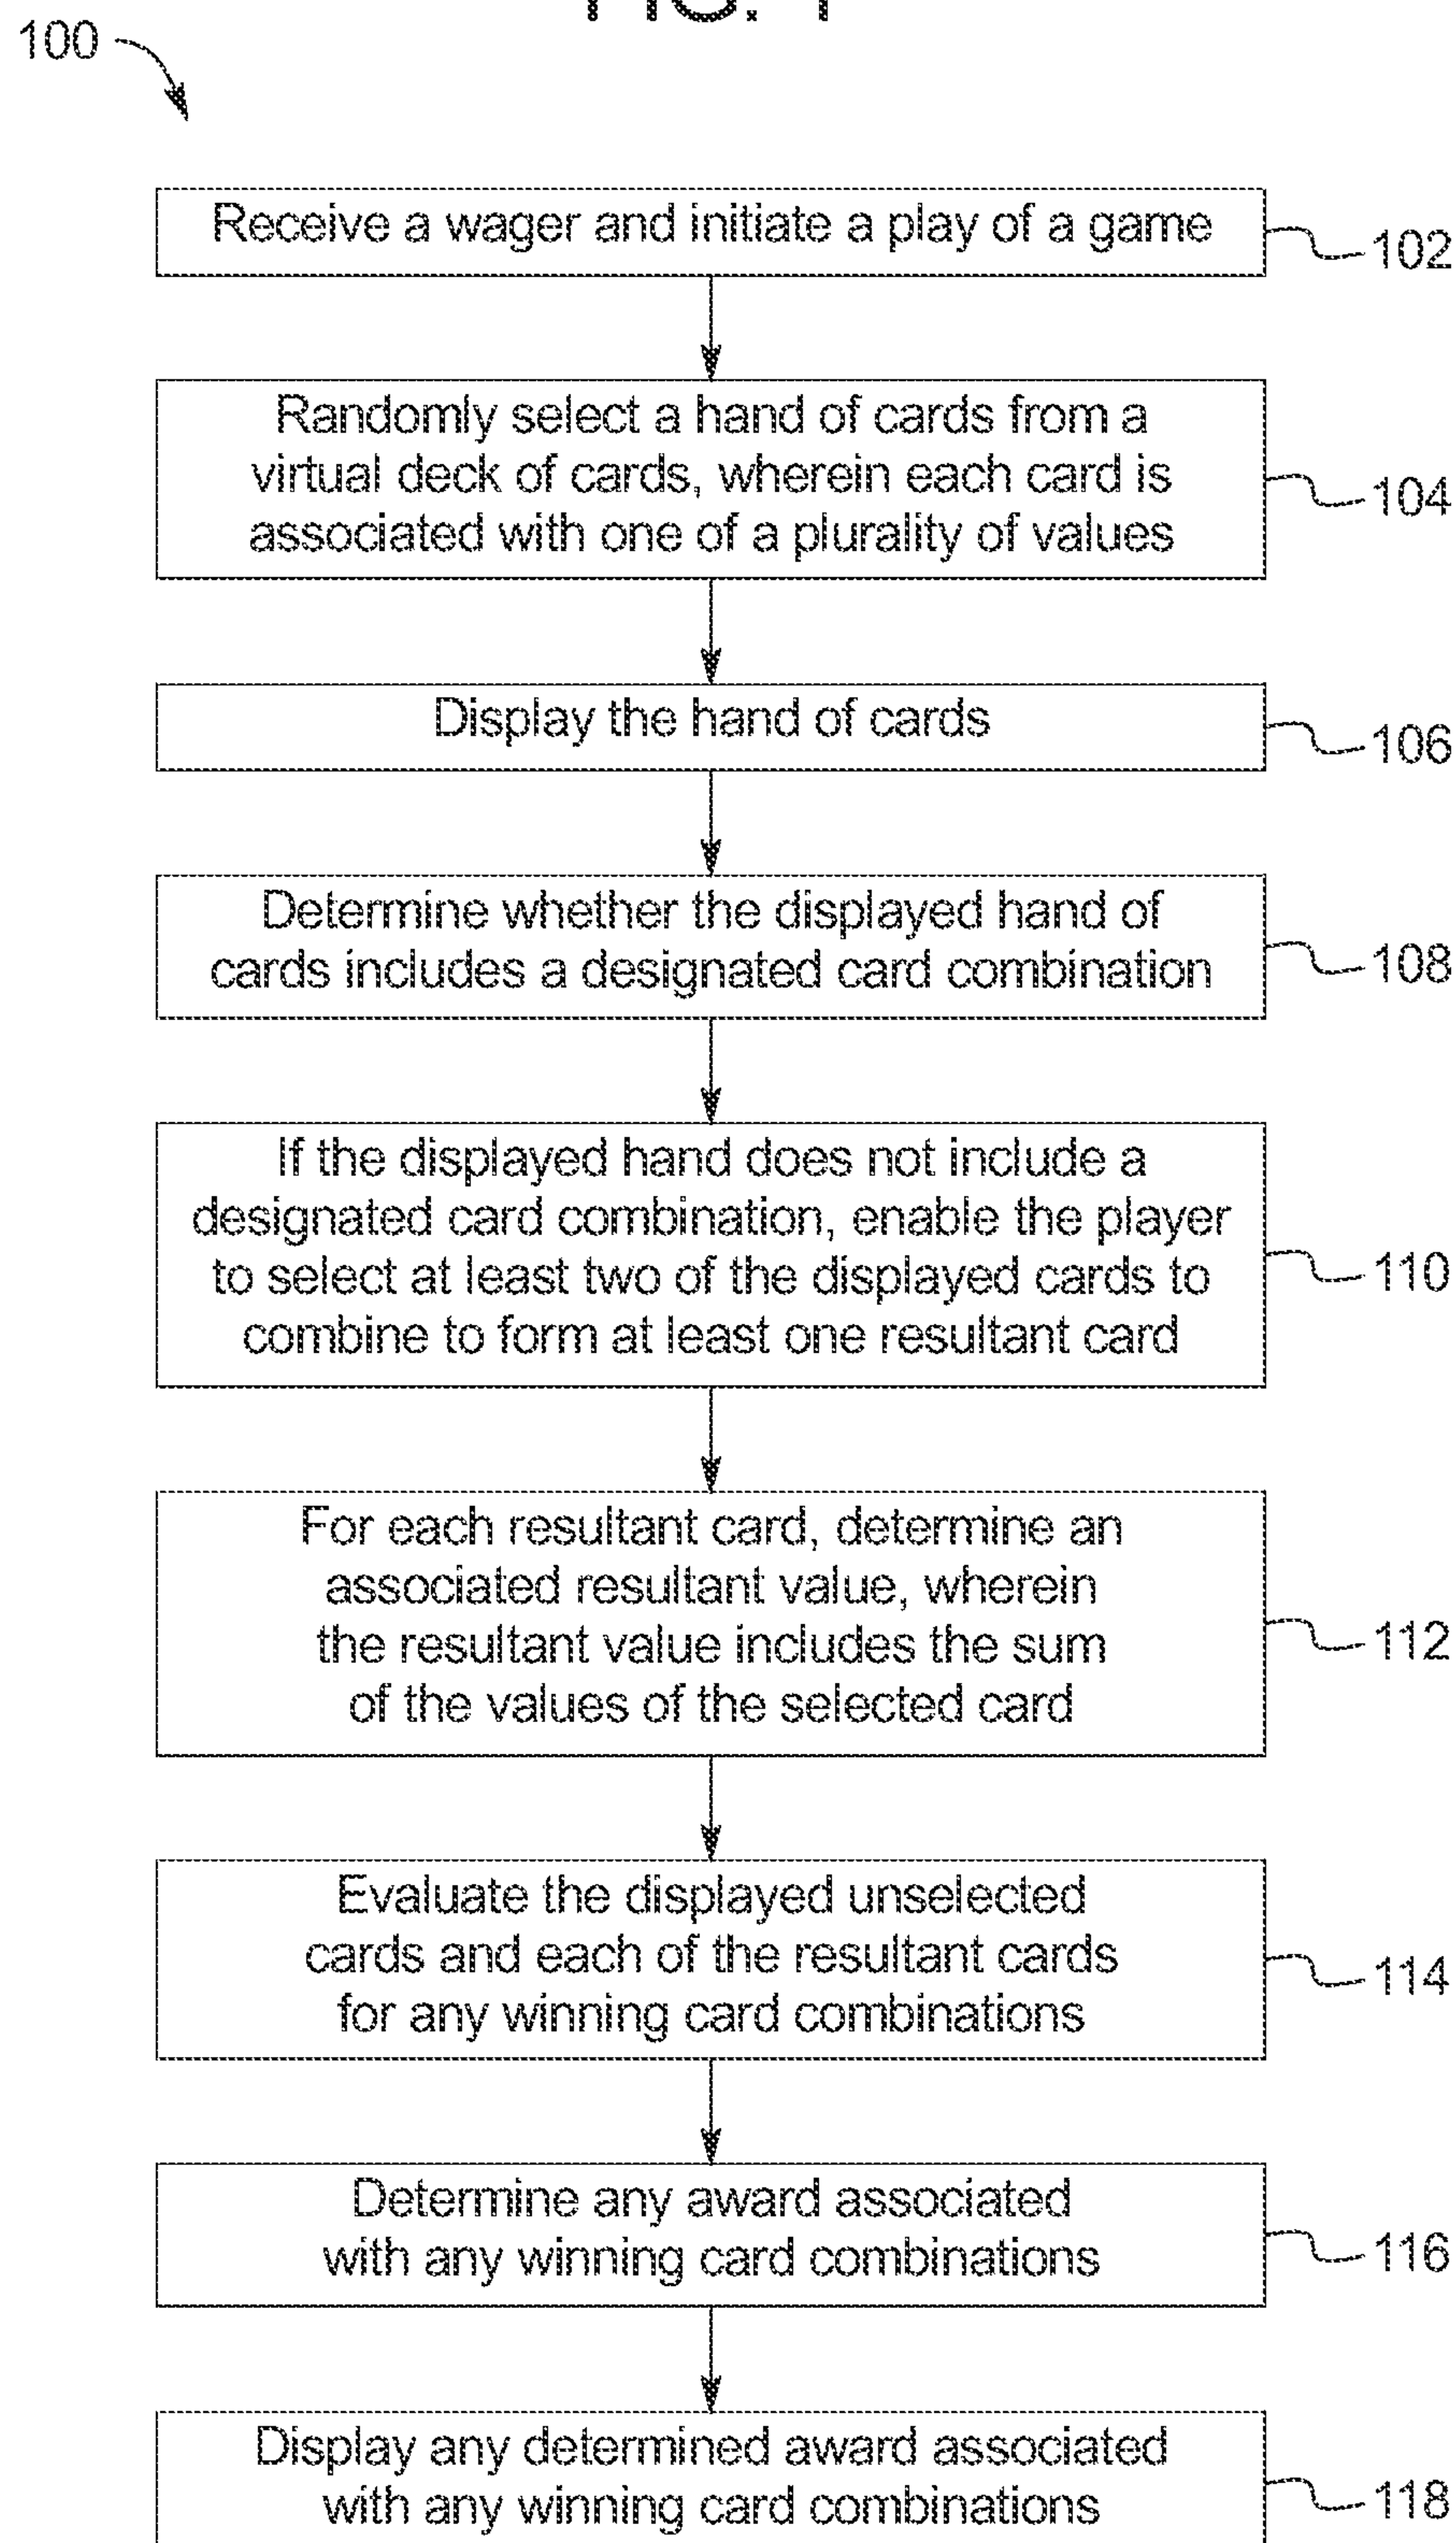 FIG. 1
100
Receive a wager and initiate a play of a game
102
Randomly select a hand of cards from a
virtual deck of cards, wherein each card is
associated with one of a plurality of values
104
Display the hand of cards
106
Determine whether the displayed hand of
cards includes a designated card combination
108
If the displayed hand does not include a
designated card combination, enable the player
to select at least two of the displayed cards to
combine to form at least one resultant card
110
For each resultant card, determine an
associated resultant value, wherein
the resultant value includes the sum
of the values of the selected card
112
Evaluate the displayed unselected
cards and each of the resultant cards
for any winning card combinations
114
Determine any award associated
with any winning card combinations
116
Display any determined award associated
with any winning card combinations
118